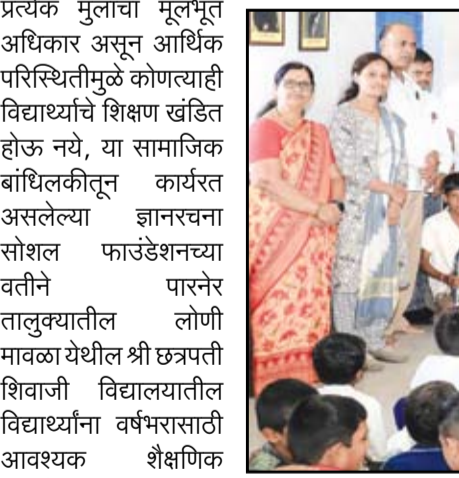 प्रत्येक मुलाचा मूलभूत
अधिकार असून आर्थिक
परिस्थितीमुळे कोणत्याही
विद्यार्थ्याचे शिक्षण खंडित
होऊ नये, या सामाजिक
बांधिलकीतून कार्यरत
असलेल्या ज्ञानरचना
सोशल फाउंडेशनच्या
वतीने पारनेर
तालुक्यातील लोणी
मावळा येथील श्री छत्रपती
शिवाजी विद्यालयातील
विद्यार्थ्यांना वर्षभरासाठी
आवश्यक शैक्षणिक